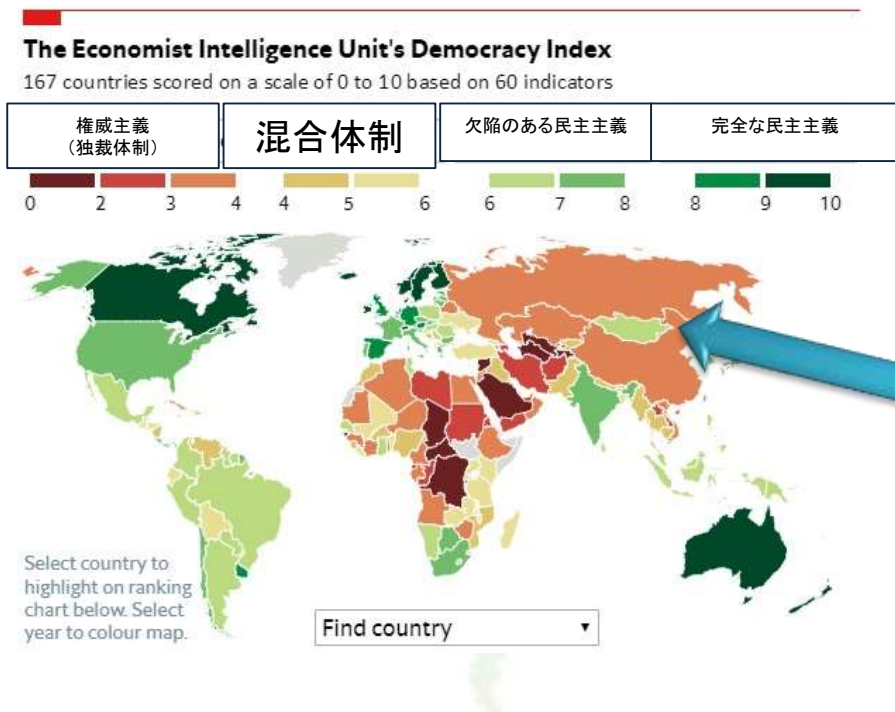 The Economist Intelligence Unit's Democracy Index
167 countries scored on a scale of 0 to 10 based on 60 indicators
権威主義
（独裁体制）
混合体制
欠陥のある民主主義
完全な民主主義
0 2 3 4 4 5 6 6 7 8 8 9 10
Select country to
highlight on ranking
chart below. Select
year to colour map.
Find country